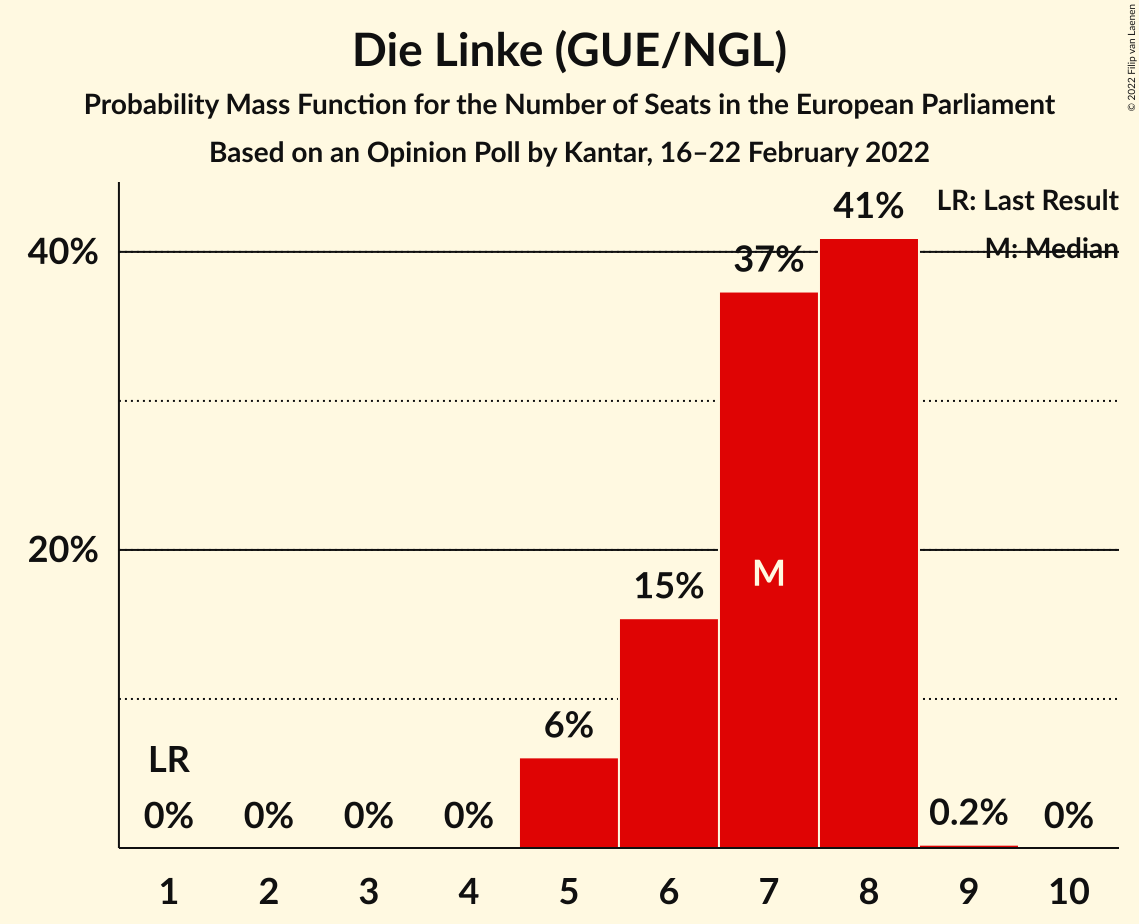 Die Linke (GUE/NGL)
Probability Mass Function for the Number of Seats in the European Parliament
Based on an Opinion Poll by Kantar, 16–22 February 2022
© 2022 Filip van Laenen
LR: Last Result
M: Median
40%
20%
LR
0%
0%
0%
0%
6%
15%
37%
M
41%
0.2%
0%
1 2 3 4 5 6 7 8 9 10